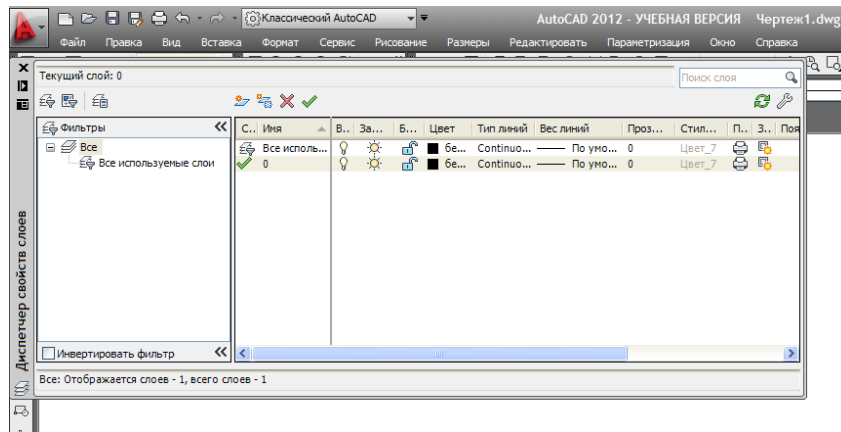 Классический AutoCAD AutoCAD 2012 - УЧЕБНАЯ ВЕРСИЯ Чертеж1.dwg
Файл Правка Вид Вставка Формат Сервис Рисование Размеры Редактировать Параметризация Окно Справка
Текущий слой: 0
Поиск слоя
Фильтры
С.. Имя В.. За... Б... Цвет Тип линий Вес линий Проз... Стил... П.. З.. Поя
Все
Все используемые слои
Все исполь... бе... Continuo... По умо... 0 Цвет_7
0 бе... Continuo... По умо... 0 Цвет_7
Инвертировать фильтр
Все: Отображается слоев - 1, всего слоев - 1
Диспетчер свойств слоев